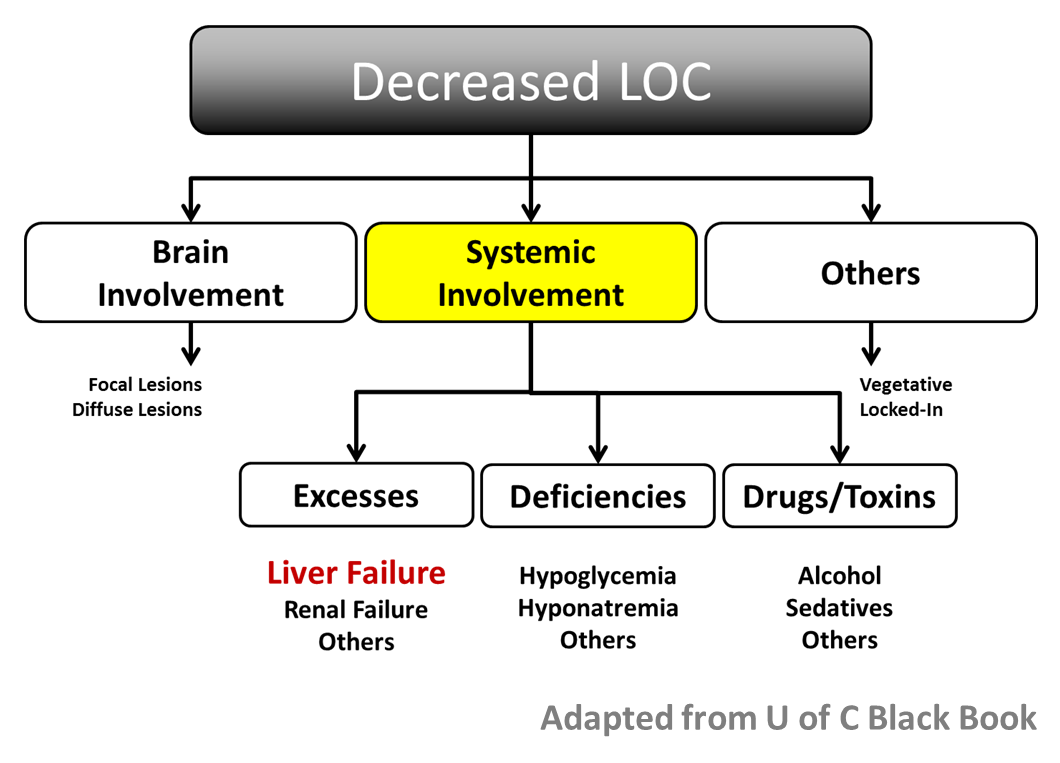 Decreased LOC
Brain
Involvement
Systemic
Involvement
Others
Focal Lesions
Diffuse Lesions
Vegetative
Locked-In
Excesses
Deficiencies
Drugs/Toxins
Liver Failure
Renal Failure
Others
Hypoglycemia
Hyponatremia
Others
Alcohol
Sedatives
Others
Adapted from U of C Black Book